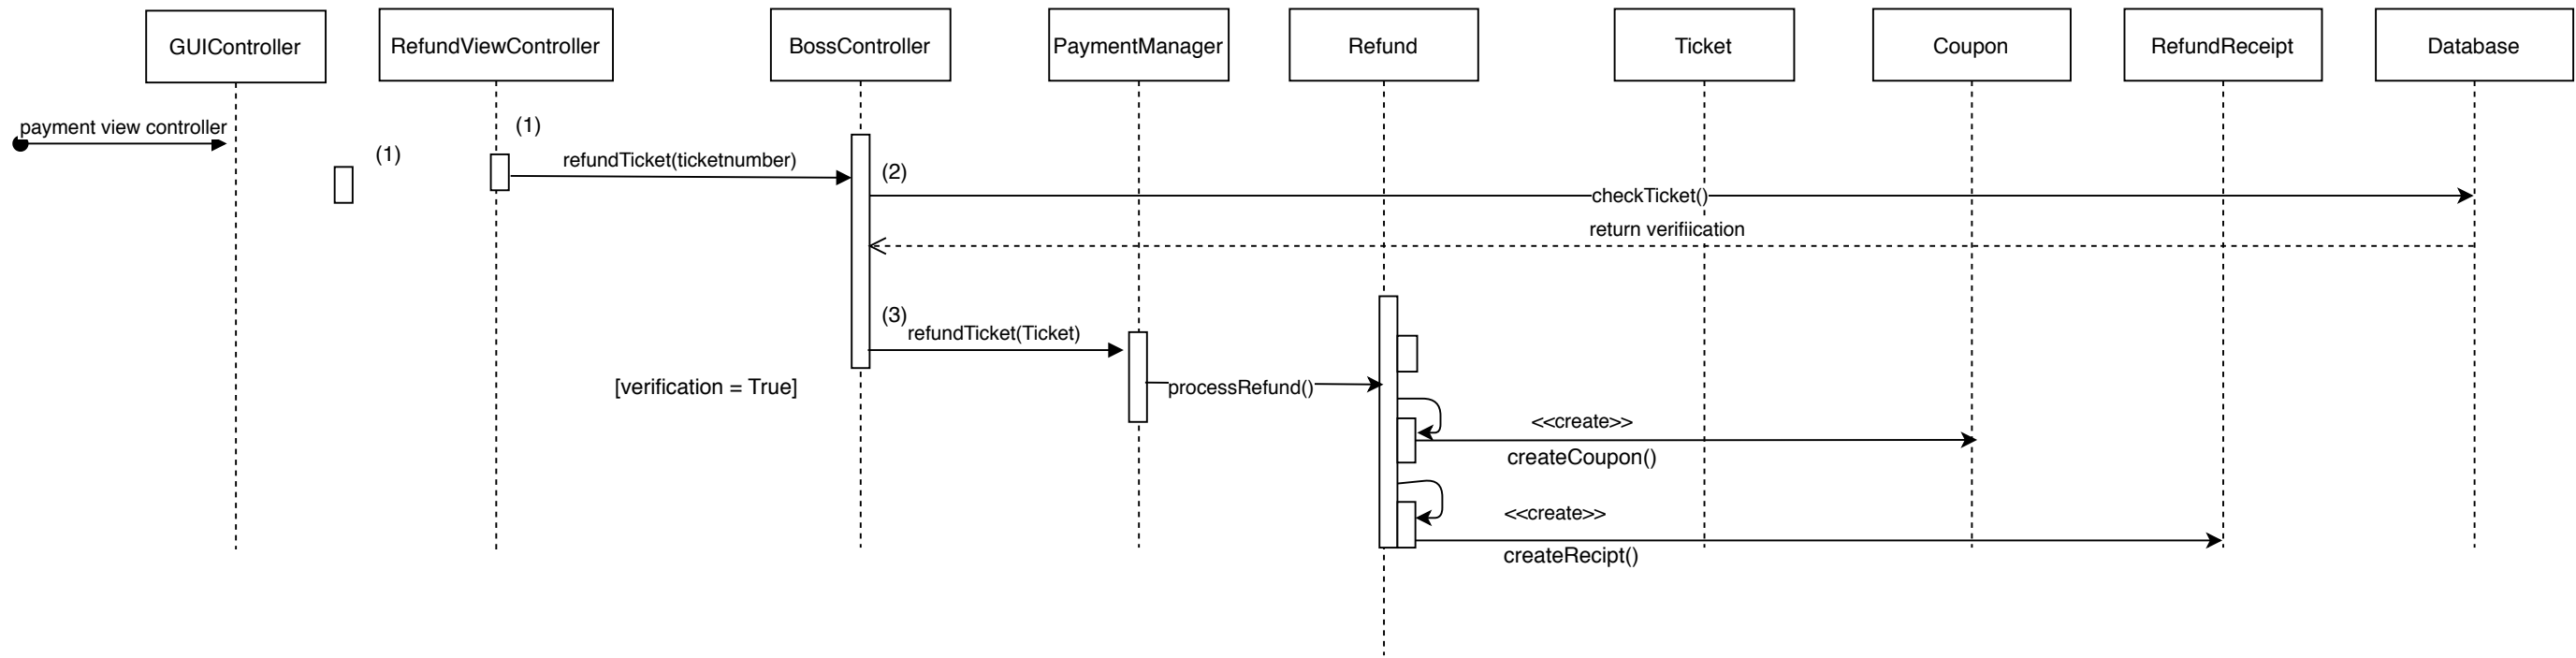 GUIController
RefundViewController
BossController
PaymentManager
Refund
Ticket
Coupon
RefundReceipt
Database
payment view controller
(1)
(1)
refundTicket(ticketnumber)
(2)
checkTicket()
return verifiication
(3)
refundTicket(Ticket)
[verification = True]
processRefund()
<<create>>
createCoupon()
<<create>>
createRecipt()